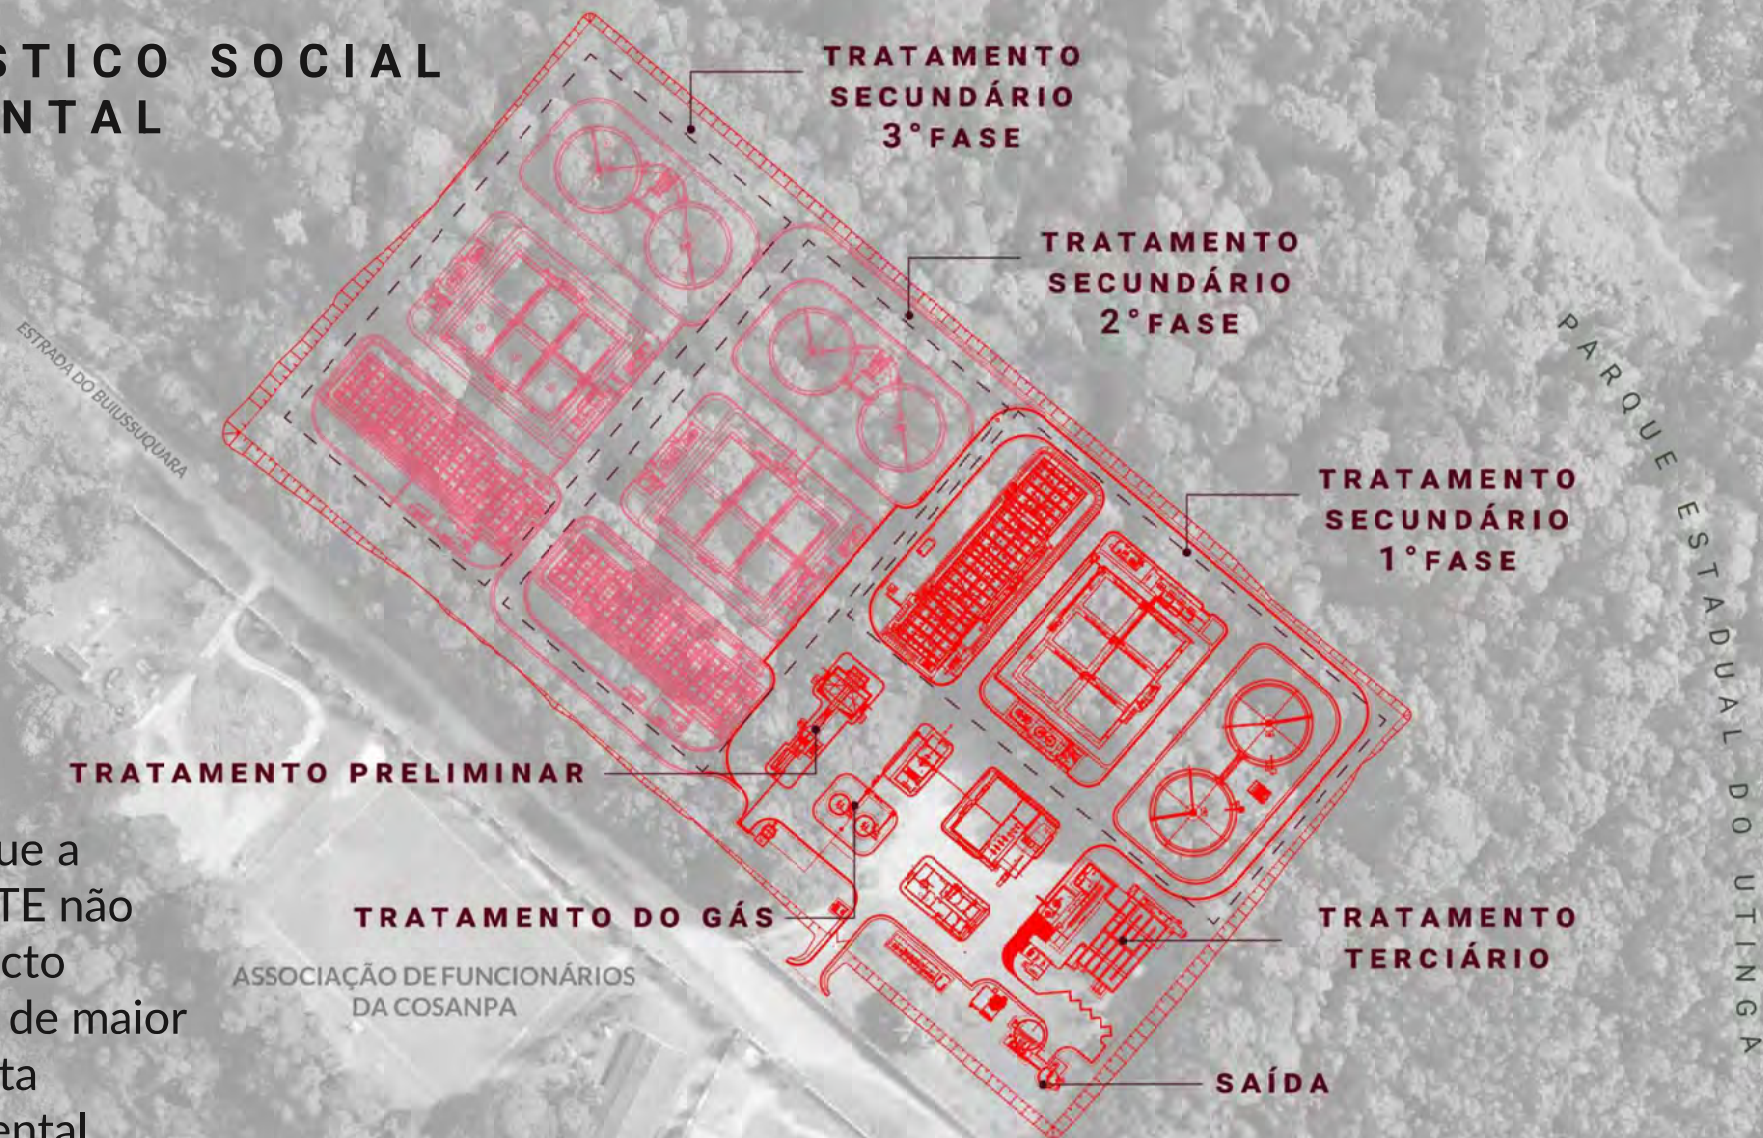 STICO SOCIAL
NTAL
TRATAMENTO
SECUNDÁRIO
3°FASE
TRATAMENTO
SECUNDÁRIO
2°FASE
PARQUE ESTADUAL DO UTINGA
ESTRADA DO BUIUSSUQUARA
TRATAMENTO
SECUNDÁRIO
1°FASE
TRATAMENTO PRELIMINAR
ue a
TE não
cto
de maior
ta
ental
TRATAMENTO DO GÁS
ASSOCIAÇÃO DE FUNCIONÁRIOS
DA COSANPA
TRATAMENTO
TERCIÁRIO
SAÍDA